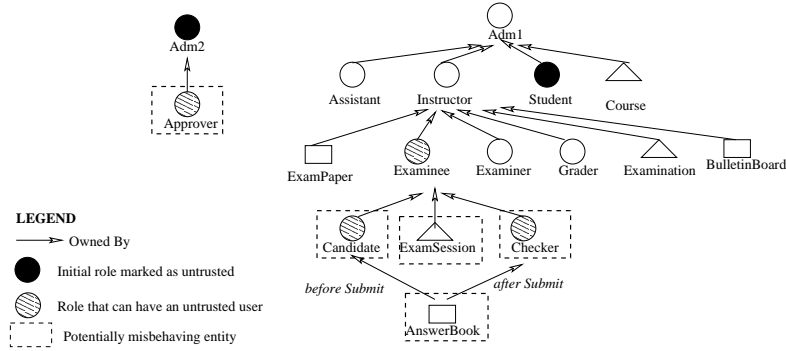 Adm1
Adm2
Assistant
Instructor
Student
Course
Approver
ExamPaper
Examinee
Examiner
Grader
Examination
BulletinBoard
LEGEND
Owned By
Candidate
ExamSession
Checker
Initial role marked as untrusted
before Submit
after Submit
Role that can have an untrusted user
AnswerBook
Potentially misbehaving entity